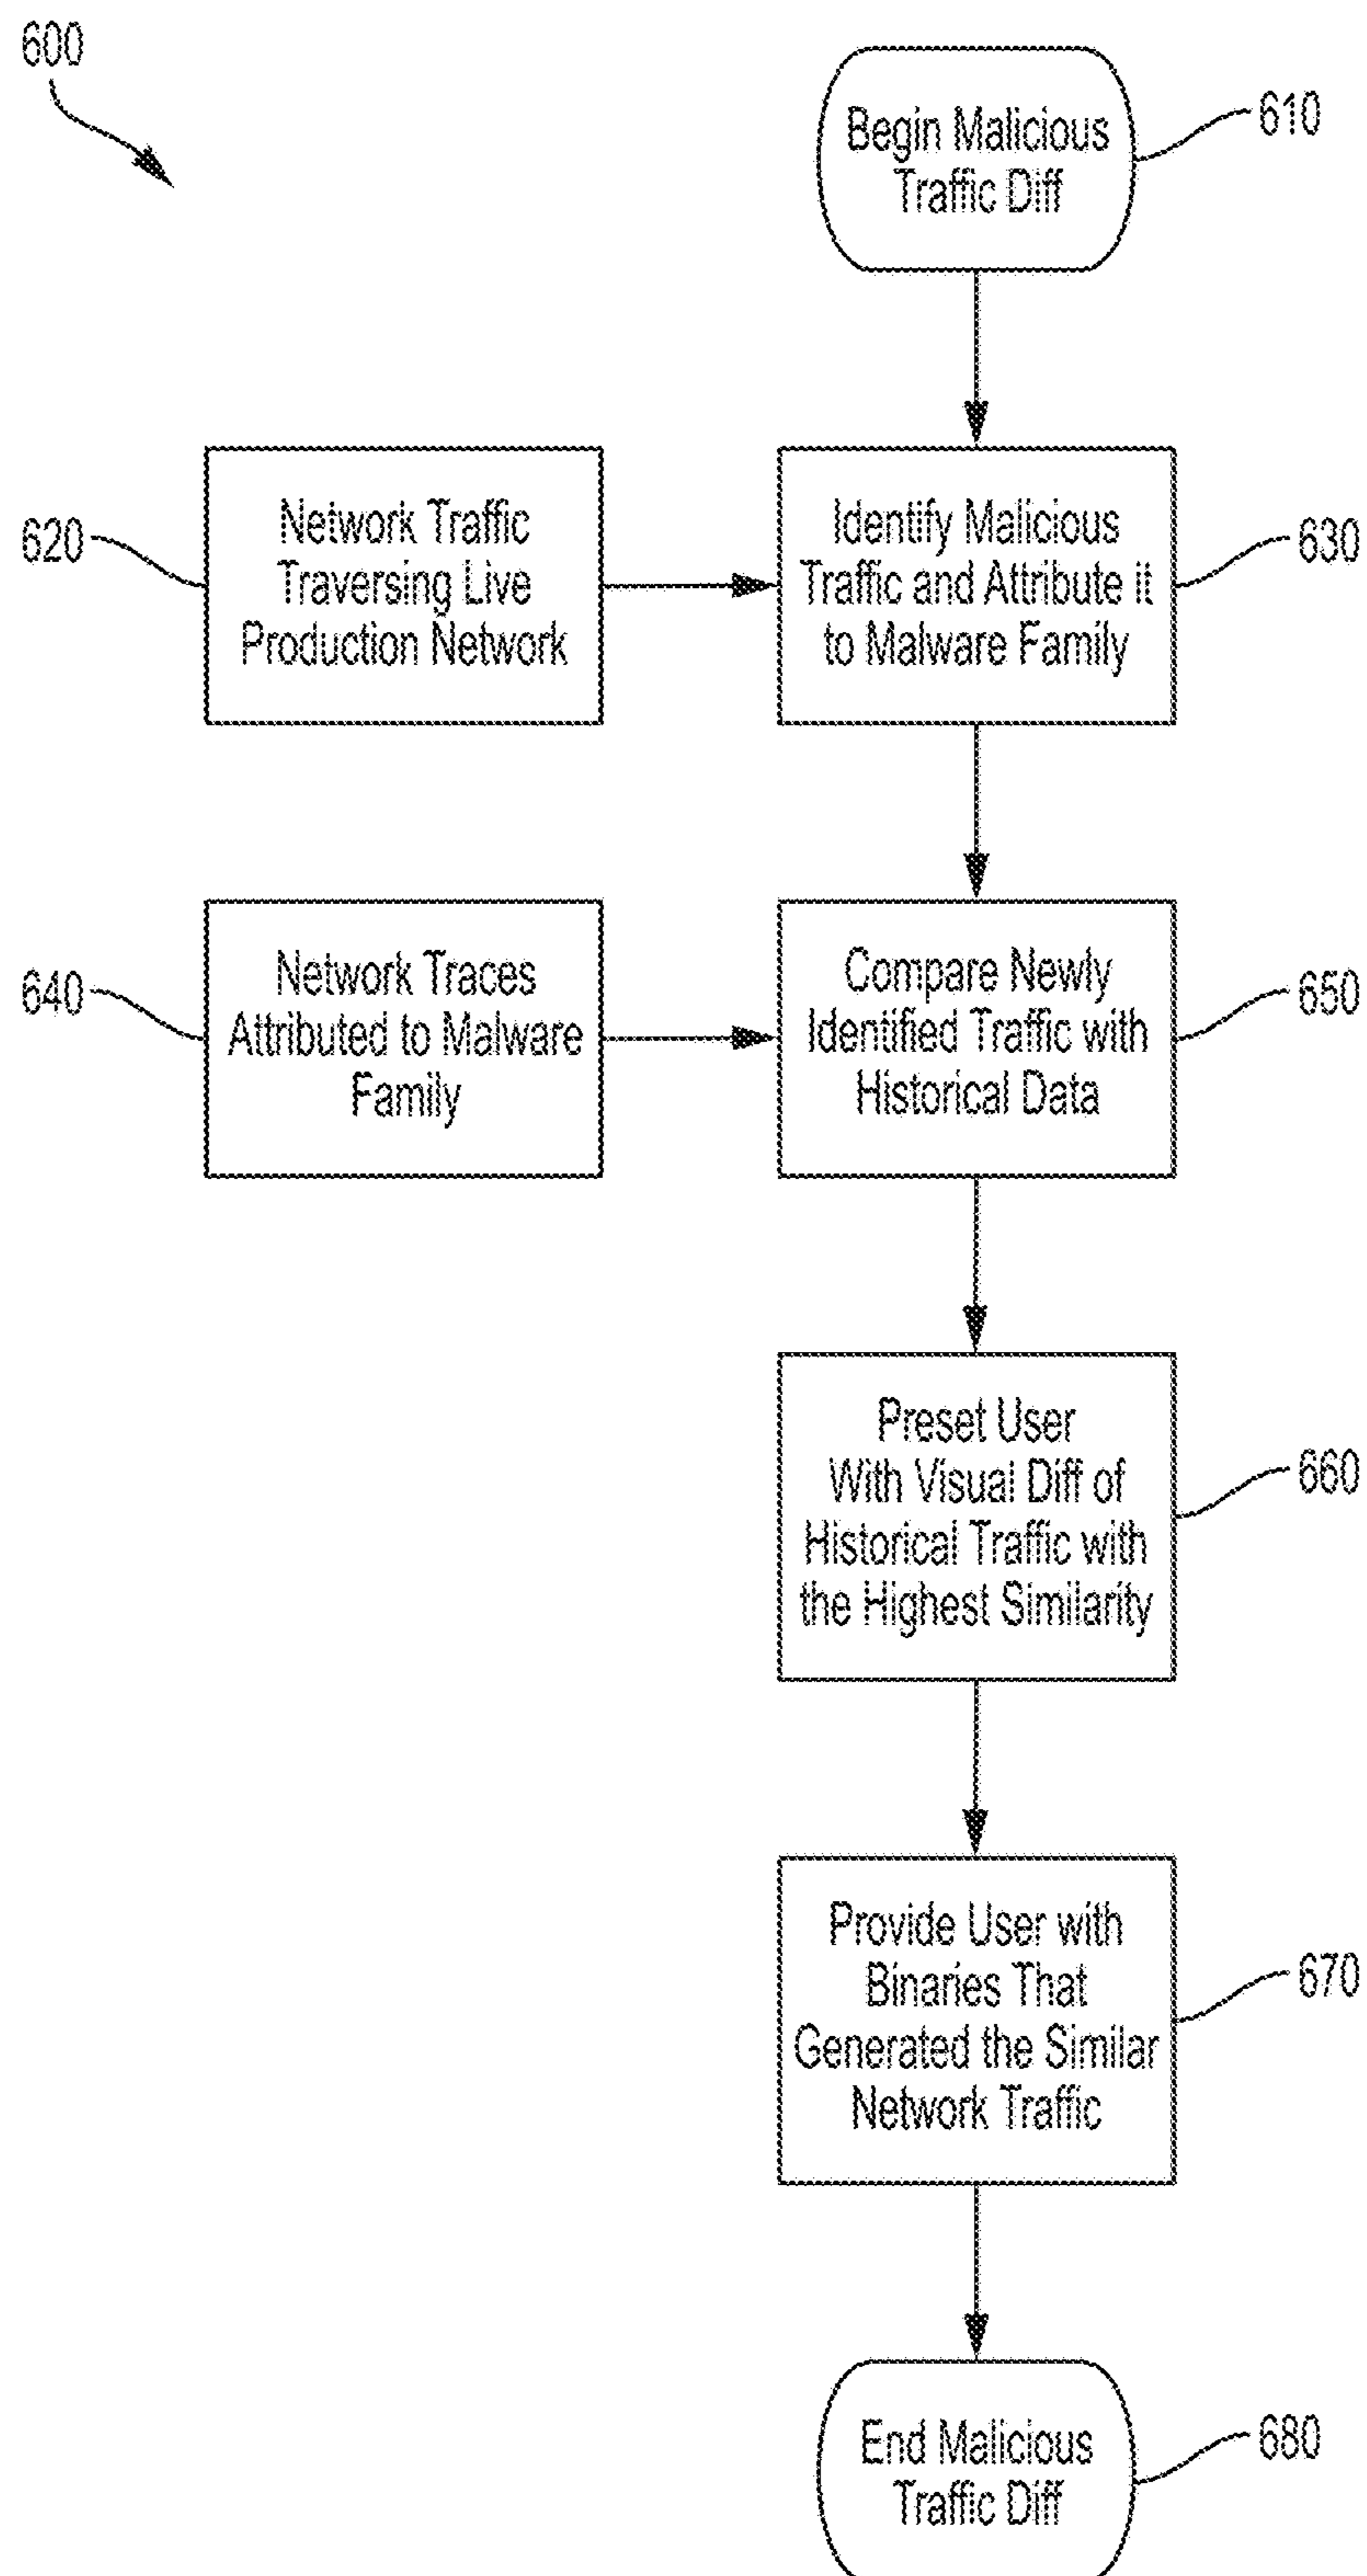 600
Begin Malicious
Traffic Diff
610
620
Network Traffic
Traversing Live
Production Network
Identify Malicious
Traffic and Attribute it
to Malware Family
630
640
Network Traces
Attributed to Malware
Family
Compare Newly
Identified Traffic with
Historical Data
650
Preset User
With Visual Diff of
Historical Traffic with
the Highest Similarity
660
Provide User with
Binaries That
Generated the Similar
Network Traffic
670
End Malicious
Traffic Diff
680